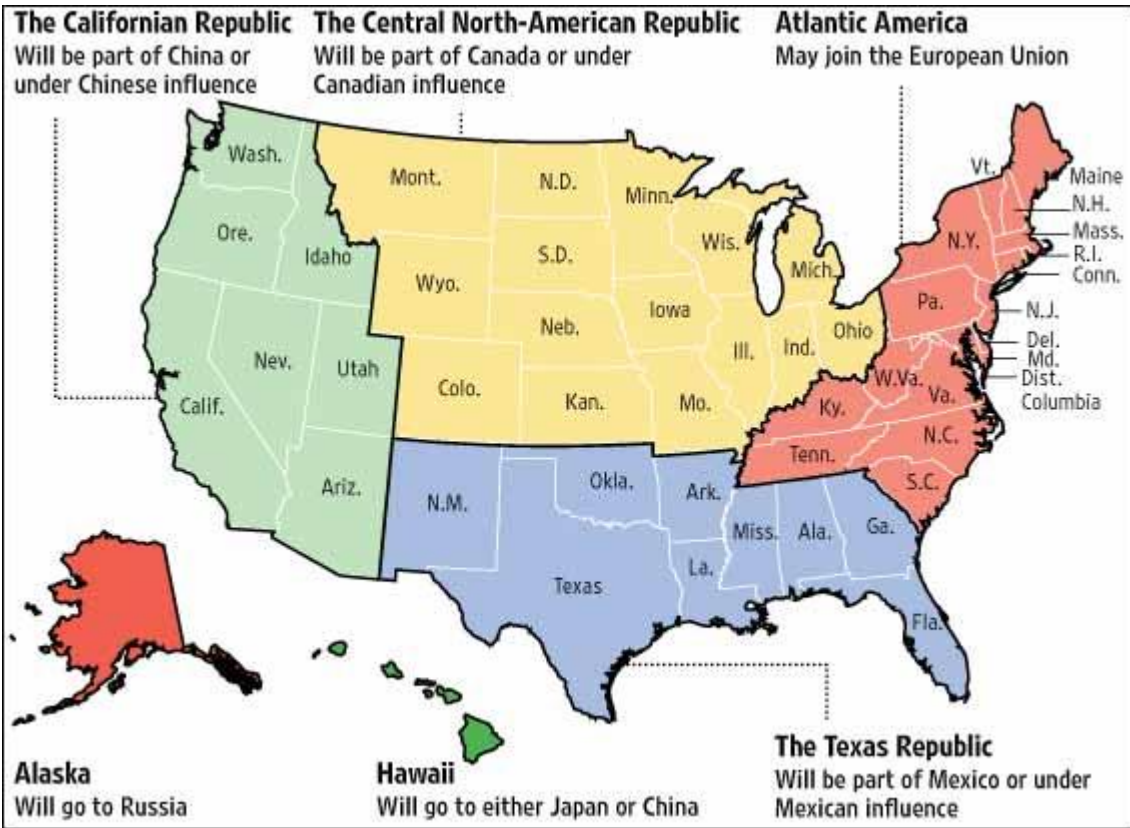 The Californian Republic
Will be part of China or
under Chinese influence
The Central North-American Republic
Will be part of Canada or under
Canadian influence
Atlantic America
May join the European Union
Wash.
Ore.
Idaho
Calif.
Nev.
Utah
Ariz.
Mont.
N.D.
Minn.
Wyo.
S.D.
Wis.
Mich.
Neb.
Iowa
Colo.
Kan.
Mo.
Ill.
Ind.
Ohio
Vt.
Maine
N.H.
Mass.
R.I.
Conn.
N.Y.
Pa.
N.J.
Del.
Md.
Dist.
Columbia
W.Va.
Va.
Ky.
Tenn.
N.C.
S.C.
N.M.
Okla.
Ark.
Texas
La.
Miss.
Ala.
Ga.
Fla.
Alaska
Will go to Russia
Hawaii
Will go to either Japan or China
The Texas Republic
Will be part of Mexico or under
Mexican influence